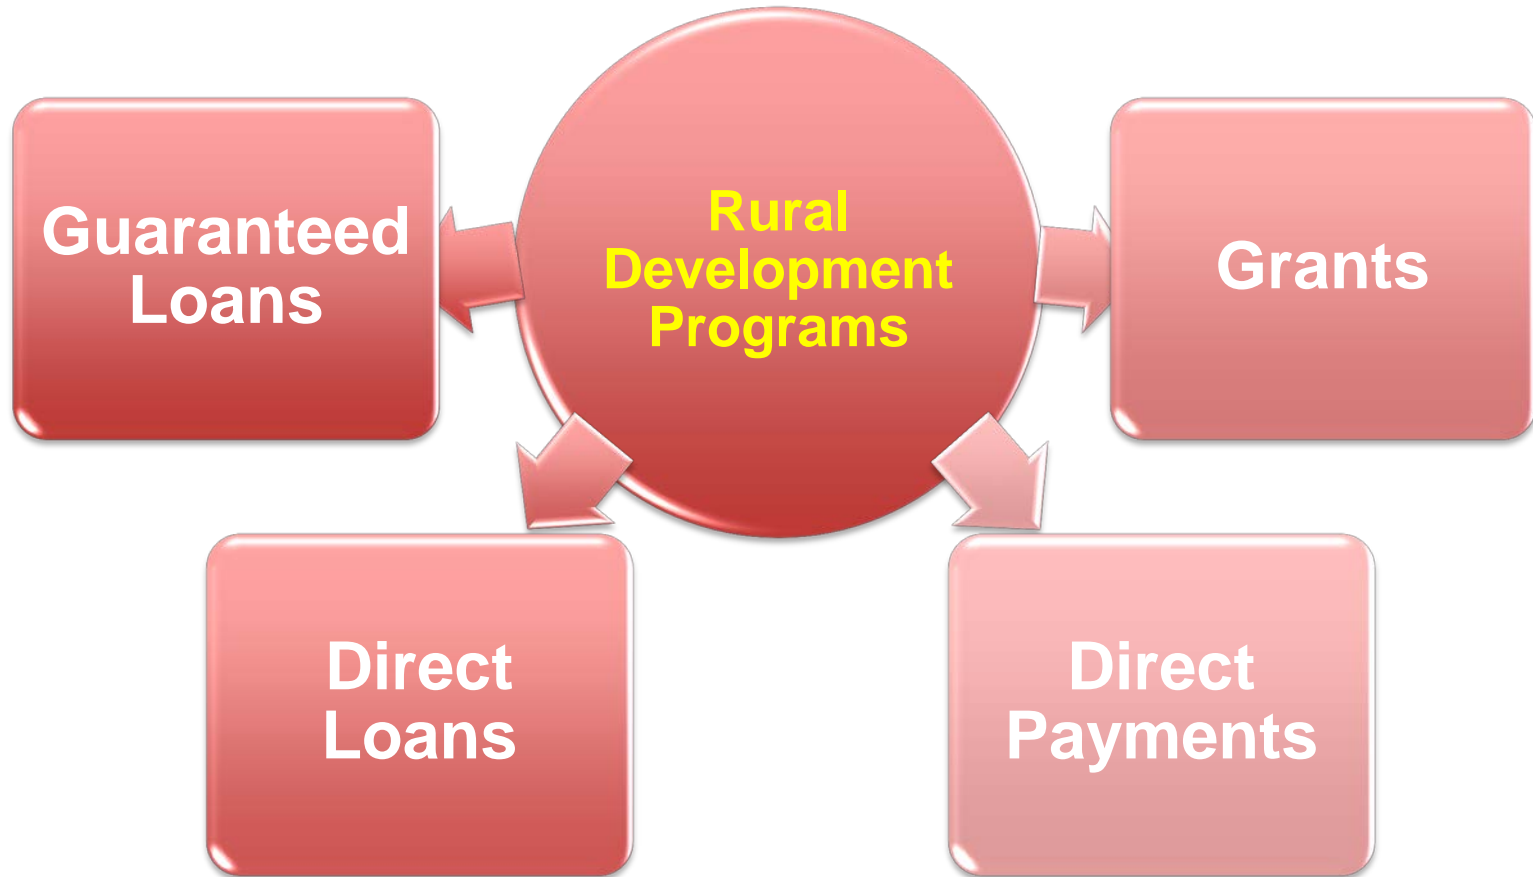 Rural
Development
Programs
Guaranteed
Loans
Grants
Direct
Loans
Direct
Payments